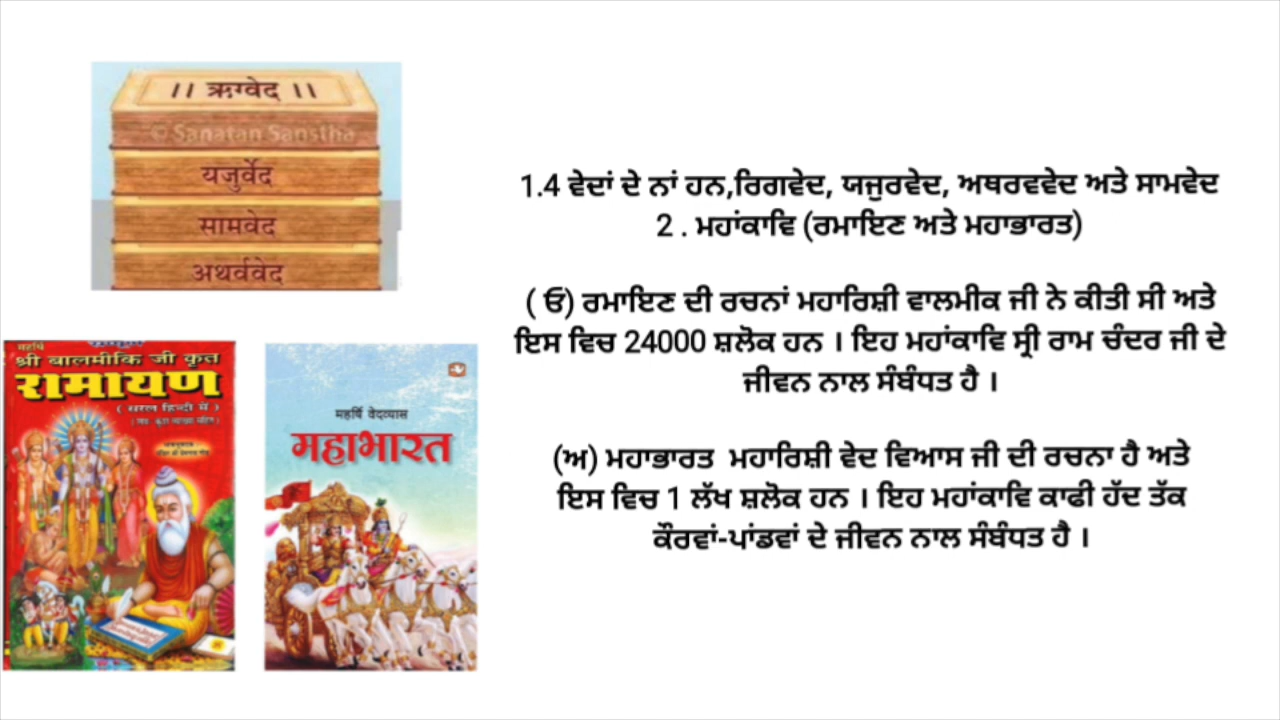 ।। ऋग्वेद ।।
© Sanatan Sanstha
यजुर्वेद
सामवेद
अथर्ववेद
महर्षि
श्री बालमीकि जी कृत
रामायण
( सरल हिन्दी में )
महर्षि वेदव्यास
महाभारत
1.4 ਵੇਦਾਂ ਦੇ ਨਾਂ ਹਨ,ਰਿਗਵੇਦ, ਯਜੁਰਵੇਦ, ਅਥਰਵਵੇਦ ਅਤੇ ਸਾਮਵੇਦ
2 . ਮਹਾਂਕਾਵਿ (ਰਮਾਇਣ ਅਤੇ ਮਹਾਭਾਰਤ)
( ਓ) ਰਮਾਇਣ ਦੀ ਰਚਨਾਂ ਮਹਾਰਿਸ਼ੀ ਵਾਲਮੀਕ ਜੀ ਨੇ ਕੀਤੀ ਸੀ ਅਤੇ
ਇਸ ਵਿਚ 24000 ਸ਼ਲੋਕ ਹਨ । ਇਹ ਮਹਾਂਕਾਵਿ ਸ੍ਰੀ ਰਾਮ ਚੰਦਰ ਜੀ ਦੇ
ਜੀਵਨ ਨਾਲ ਸੰਬੰਧਤ ਹੈ ।
(ਅ) ਮਹਾਭਾਰਤ ਮਹਾਰਿਸ਼ੀ ਵੇਦ ਵਿਆਸ ਜੀ ਦੀ ਰਚਨਾ ਹੈ ਅਤੇ
ਇਸ ਵਿਚ 1 ਲੱਖ ਸ਼ਲੋਕ ਹਨ । ਇਹ ਮਹਾਂਕਾਵਿ ਕਾਫੀ ਹੱਦ ਤੱਕ
ਕੌਰਵਾਂ-ਪਾਂਡਵਾਂ ਦੇ ਜੀਵਨ ਨਾਲ ਸੰਬੰਧਤ ਹੈ ।